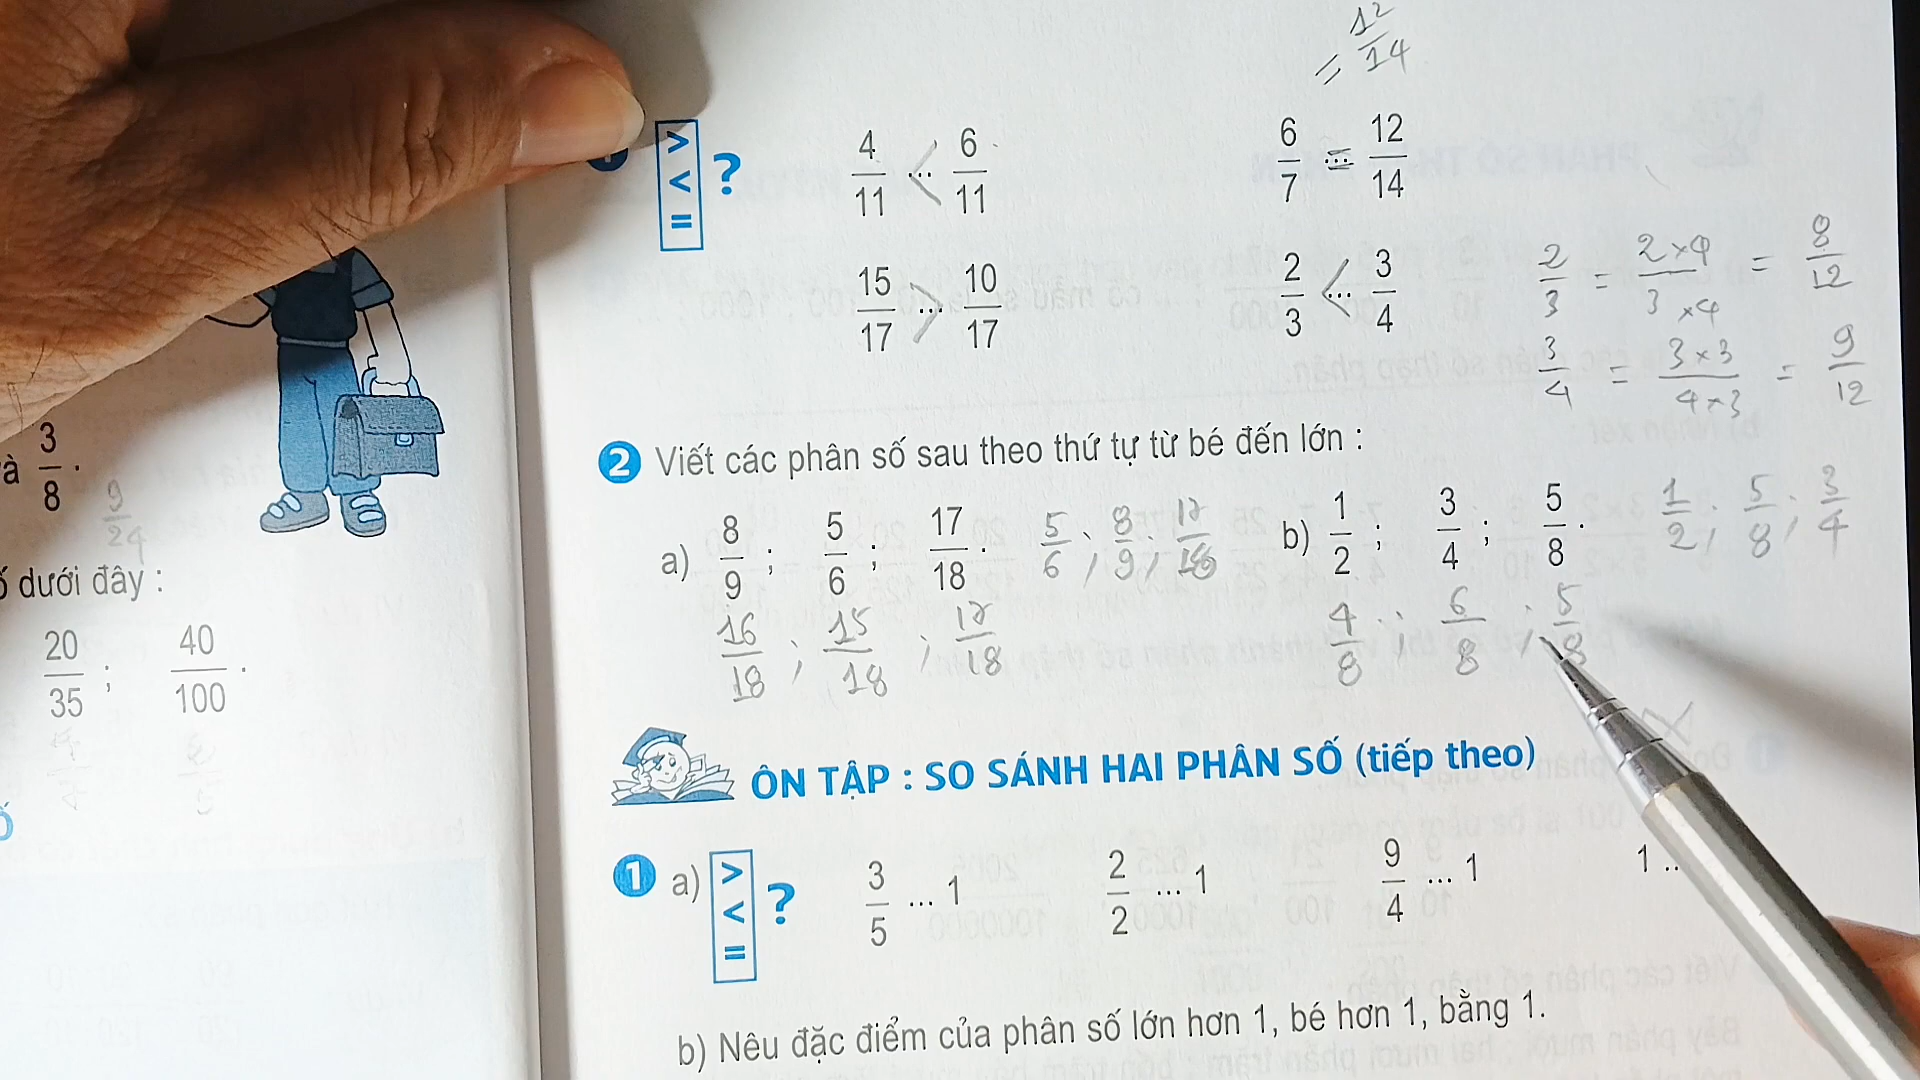 = 12/14
> < = ? 4/11 ...< 6/11 6/7 ...= 12/14
15/17 ...> 10/17 2/3 ...< 3/4 2/3 = 2×4/3×4 = 8/12
3/4 = 3×3/4×3 = 9/12
2 Viết các phân số sau theo thứ tự từ bé đến lớn :
a) 8/9 ; 5/6 ; 17/18 . 5/6 ; 8/9 ; 17/18 b) 1/2 ; 3/4 ; 5/8 . 1/2 ; 5/8 ; 3/4
16/18 ; 15/18 ; 17/18 4/8 ; 6/8 ; 5/8
ÔN TẬP : SO SÁNH HAI PHÂN SỐ (tiếp theo)
1 a) > < = ? 3/5 ... 1 2/2 ... 1 9/4 ... 1 1 ..
b) Nêu đặc điểm của phân số lớn hơn 1, bé hơn 1, bằng 1.
à 3/8 .
9/24
dưới đây :
20/35 ; 40/100 .